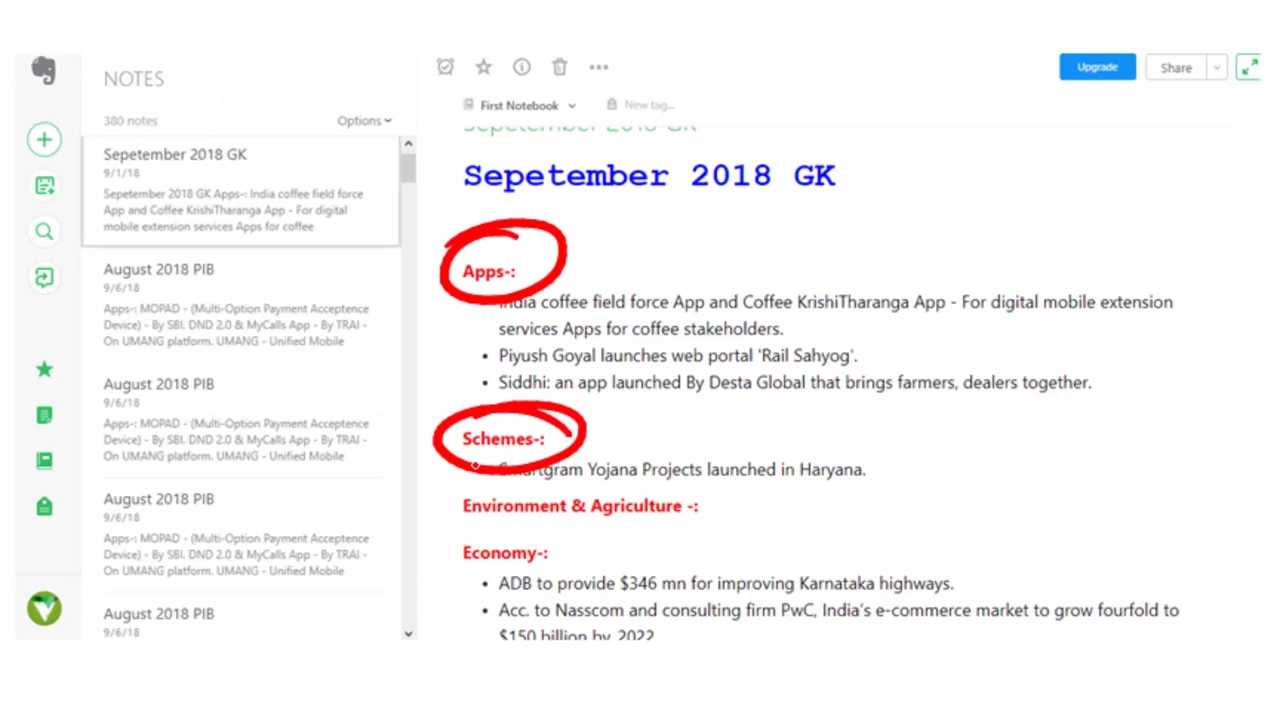 NOTES
380 notes
Options
Sepetember 2018 GK
9/1/18
Sepetember 2018 GK Apps-: India coffee field force
App and Coffee KrishiTharanga App - For digital
mobile extension services Apps for coffee
August 2018 PIB
9/6/18
Apps-: MOPAD - (Multi-Option Payment Acceptence
Device) - By SBI. DND 2.0 & MyCalls App - By TRAI -
On UMANG platform. UMANG - Unified Mobile
August 2018 PIB
9/6/18
Apps-: MOPAD - (Multi-Option Payment Acceptence
Device) - By SBI. DND 2.0 & MyCalls App - By TRAI -
On UMANG platform. UMANG - Unified Mobile
August 2018 PIB
9/6/18
Apps-: MOPAD - (Multi-Option Payment Acceptence
Device) - By SBI. DND 2.0 & MyCalls App - By TRAI -
On UMANG platform. UMANG - Unified Mobile
August 2018 PIB
9/6/18
Upgrade
Share
First Notebook
New tag...
Sepetember 2018 GK
Sepetember 2018 GK
Apps-:
India coffee field force App and Coffee KrishiTharanga App - For digital mobile extension
services Apps for coffee stakeholders.
• Piyush Goyal launches web portal 'Rail Sahyog'.
• Siddhi: an app launched By Desta Global that brings farmers, dealers together.
Schemes-:
Smartgram Yojana Projects launched in Haryana.
Environment & Agriculture -:
Economy-:
• ADB to provide $346 mn for improving Karnataka highways.
• Acc. to Nasscom and consulting firm PwC, India's e-commerce market to grow fourfold to
$150 billion by 2022